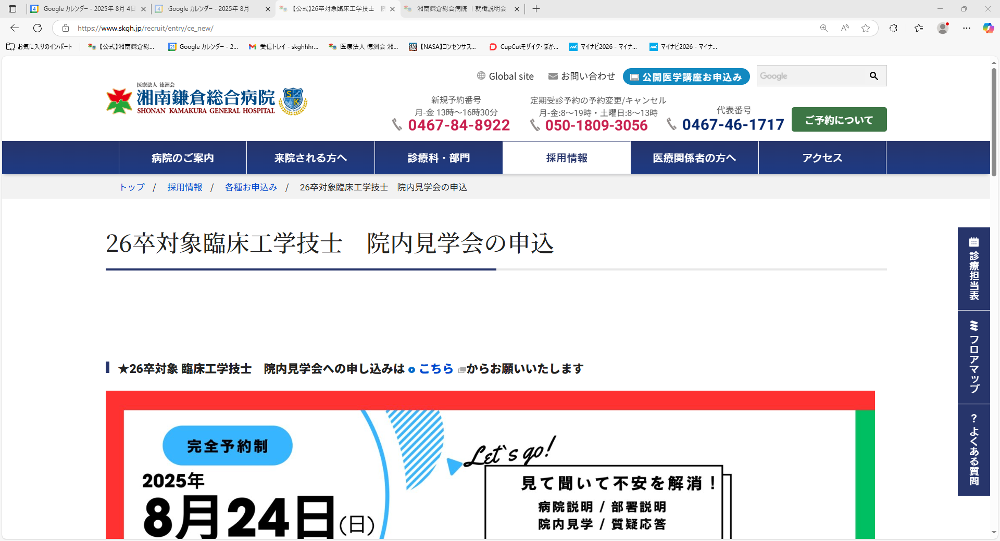 Google カレンダー - 2025年 8月 4日
Google カレンダー - 2025年 8月
【公式】26卒対象臨床工学技士　院
湘南鎌倉総合病院 ｜就職説明会
https://www.skgh.jp/recruit/entry/ce_new/
お気に入りのインポート
【公式】湘南鎌倉総...
Google カレンダー - 2...
受信トレイ - skghhhr...
医療法人 徳洲会 湘...
【NASA】コンセンサス...
CupCutモザイク・ぼか...
マイナビ2026 - マイナ...
マイナビ2026 - マイナ...
Global site
お問い合わせ
公開医学講座お申込み
Google
医療法人 徳洲会
湘南鎌倉総合病院
SHONAN KAMAKURA GENERAL HOSPITAL
新規予約番号
月-金 13時～16時30分
0467-84-8922
定期受診予約の予約変更/キャンセル
月-金:8～19時・土曜日:8～13時
050-1809-3056
代表番号
0467-46-1717
ご予約について
病院のご案内
来院される方へ
診療科・部門
採用情報
医療関係者の方へ
アクセス
トップ / 採用情報 / 各種お申込み / 26卒対象臨床工学技士　院内見学会の申込
26卒対象臨床工学技士　院内見学会の申込
診療担当表
フロアマップ
? よくある質問
★26卒対象 臨床工学技士　院内見学会への申し込みは こちら からお願いいたします
完全予約制
2025年
8月24日(日)
Let's go!
見て聞いて不安を解消！
病院説明 / 部署説明
院内見学 / 質疑応答